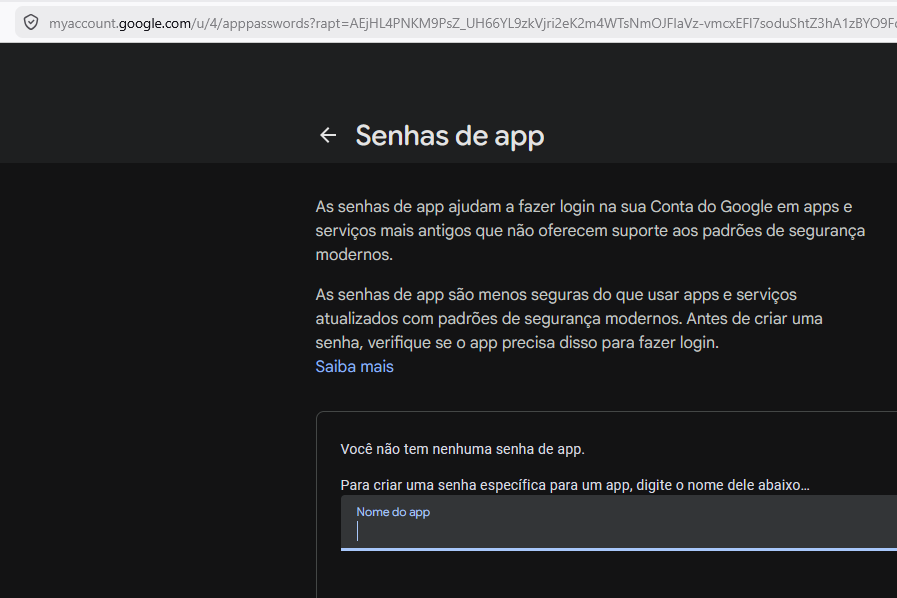 myaccount.google.com/u/4/apppasswords?rapt=AEjHL4PNKM9PsZ_UH66YL9zkVjri2eK2m4WTsNmOJFlaVz-vmcxEFl7soduShtZ3hA1zBYO9F
Senhas de app
As senhas de app ajudam a fazer login na sua Conta do Google em apps e
serviços mais antigos que não oferecem suporte aos padrões de segurança
modernos.
As senhas de app são menos seguras do que usar apps e serviços
atualizados com padrões de segurança modernos. Antes de criar uma
senha, verifique se o app precisa disso para fazer login.
Saiba mais
Você não tem nenhuma senha de app.
Para criar uma senha específica para um app, digite o nome dele abaixo…
Nome do app